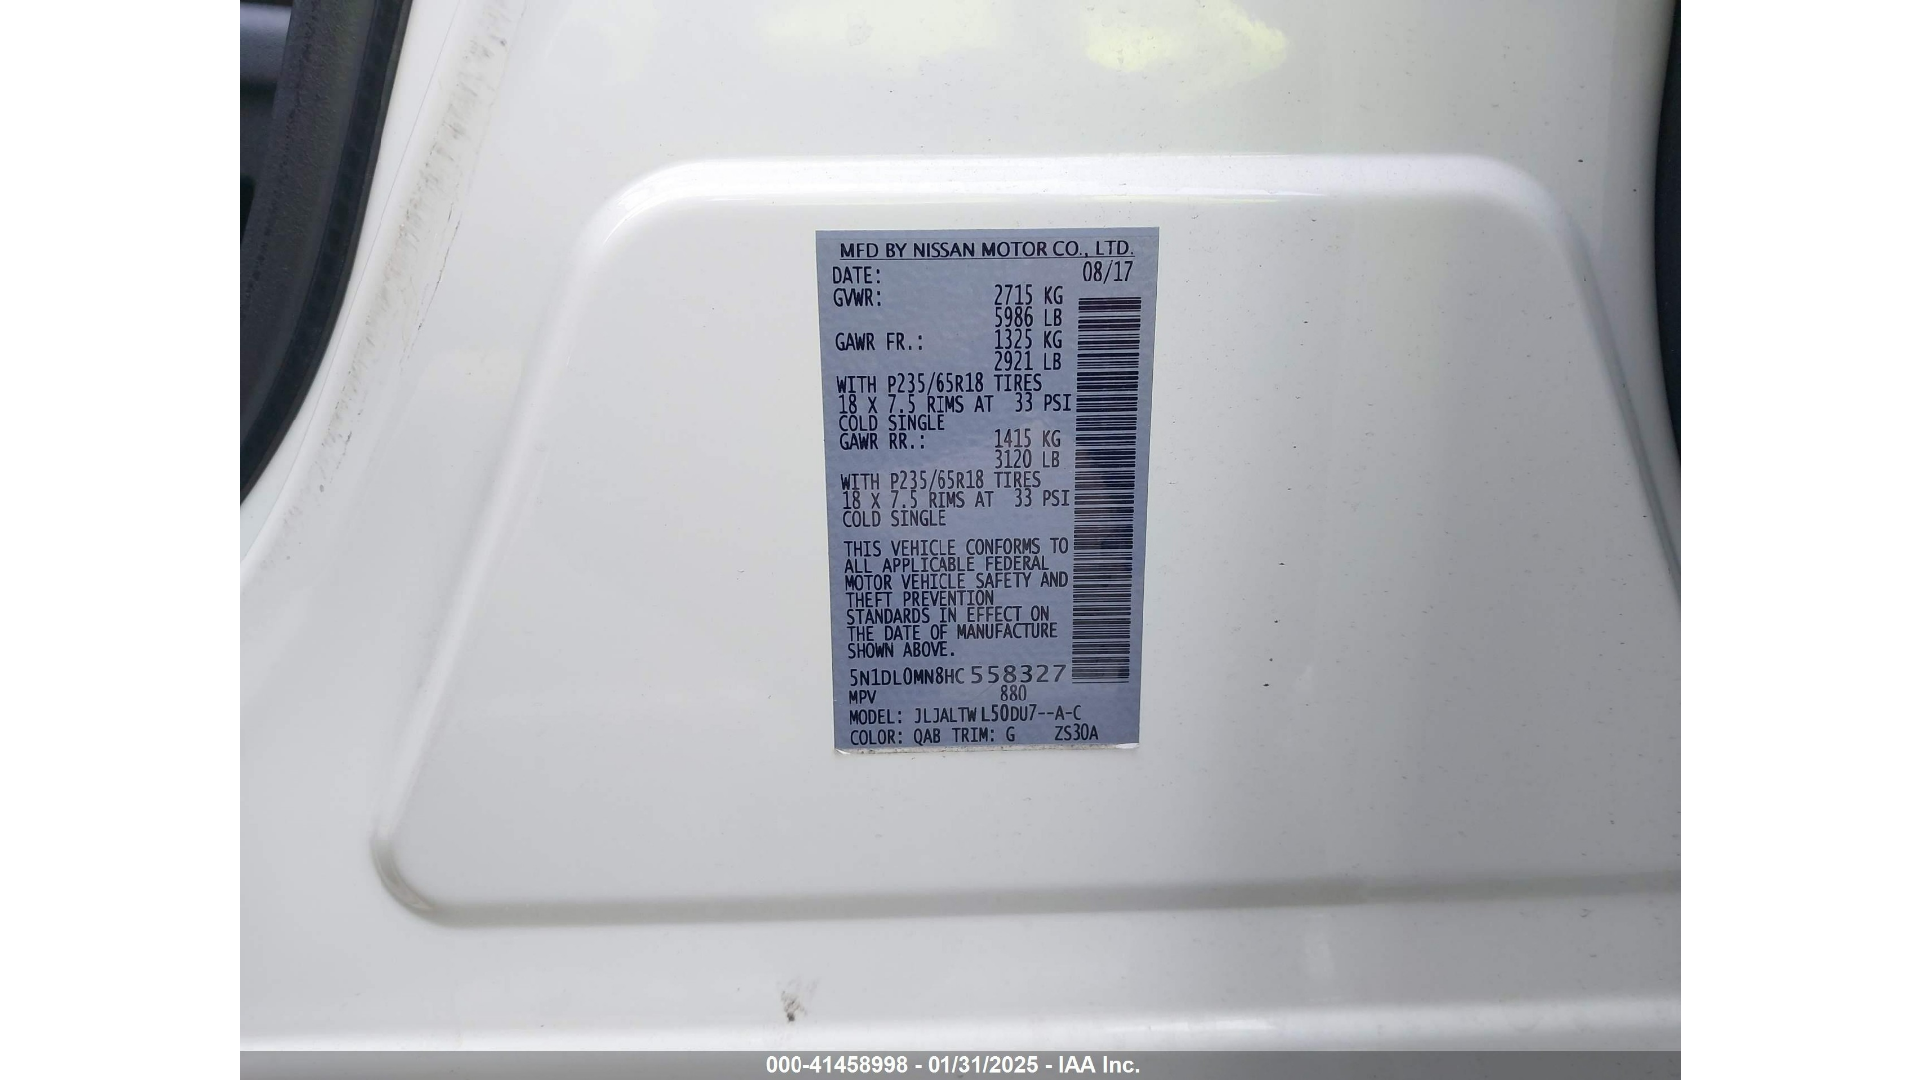 MFD BY NISSAN MOTOR CO., LTD.
DATE: 08/17
GVWR: 2715 KG
5986 LB
GAWR FR.: 1325 KG
2921 LB
WITH P235/65R18 TIRES
18 X 7.5 RIMS AT 33 PSI
COLD SINGLE
GAWR RR.: 1415 KG
3120 LB
WITH P235/65R18 TIRES
18 X 7.5 RIMS AT 33 PSI
COLD SINGLE
THIS VEHICLE CONFORMS TO
ALL APPLICABLE FEDERAL
MOTOR VEHICLE SAFETY AND
THEFT PREVENTION
STANDARDS IN EFFECT ON
THE DATE OF MANUFACTURE
SHOWN ABOVE.
5N1DL0MN8HC558327
MPV 880
MODEL: JLJALTWL50DU7--A-C
COLOR: QAB TRIM: G ZS30A
000-41458998 - 01/31/2025 - IAA Inc.